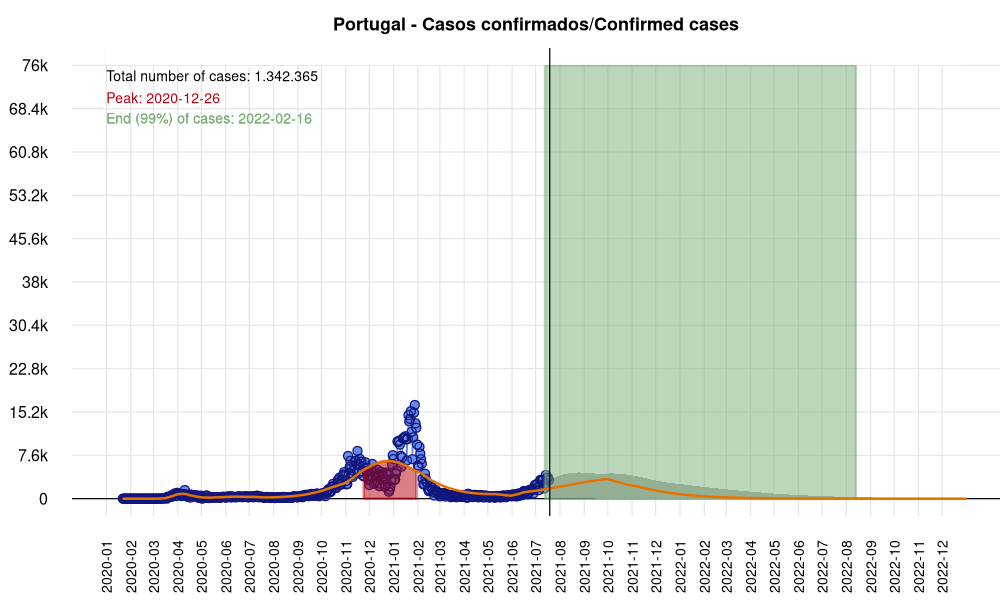 Portugal - Casos confirmados/Confirmed cases
76k
Total number of cases: 1.342.365
Peak: 2020-12-26
68.4k
End (99%) of cases: 2022-02-16
60.8k
53.2k
45.6k
38k
30.4k
22.8k
15.2k
7.6k
0
2020-01
2020-02
2020-03
2020-04
2020-05
2020-06
2020-07
2020-08
2020-09
2020-10
2020-11
2020-12
2021-01
2021-03
2021-04
2021-05
2021-06
2021-07
2021-08
2021-09
2021-10
2021-11
2021-12
2022-01
2022-02
2022-03
2022-04
2022-05
2022-06
2022-07
2022-08
2022-09
2022-11
2022-12